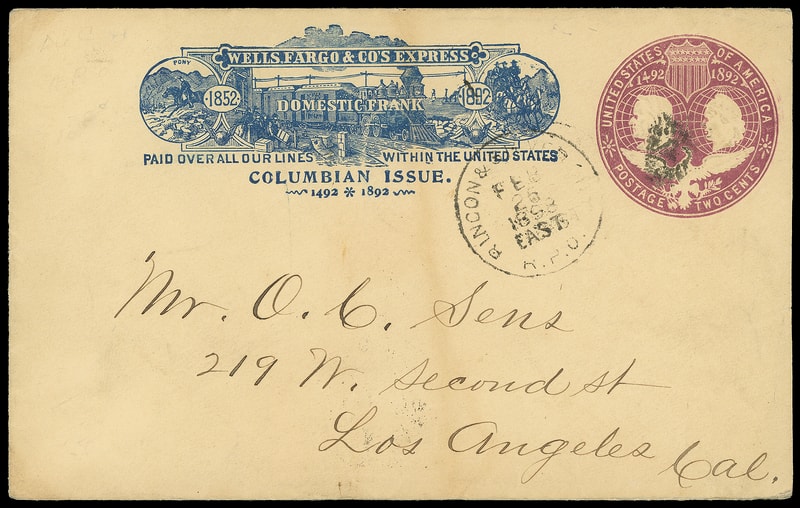 PONY
WELLS, FARGO & CO'S EXPRESS
1852
DOMESTIC FRANK
1892
PAID OVER ALL OUR LINES WITHIN THE UNITED STATES
COLUMBIAN ISSUE.
1492 * 1892
UNITED STATES OF AMERICA
1492 1892
POSTAGE TWO CENTS
RINCON &
FEB
26
EAST
R.P.O.
Mr. O. C. Sens
219 W. Second st
Los Angeles
Cal.